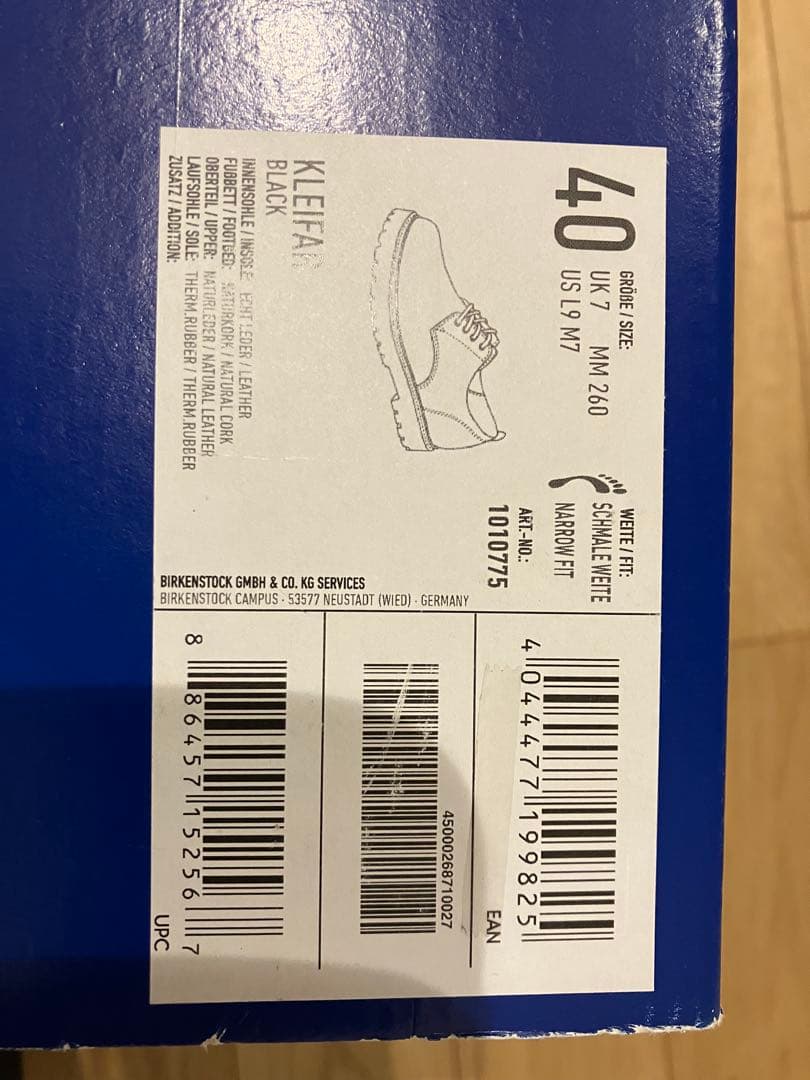 40
GRÖßE / SIZE:
UK 7 MM 260
US L9 M7
WEITE / FIT:
SCHMALE WEITE
NARROW FIT
ART.-NO.:
1010775
BLACK
INNENSOHLE / INSOLE: ECHT LEDER / LEATHER
FUßBETT / FOOTBED: NATURKORK / NATURAL CORK
OBERTEIL / UPPER: NATURLEDER / NATURAL LEATHER
LAUFSOHLE / SOLE: THERM.RUBBER / THERM.RUBBER
ZUSATZ / ADDITION:
BIRKENSTOCK GMBH & CO. KG SERVICES
BIRKENSTOCK CAMPUS · 53577 NEUSTADT (WIED) · GERMANY
4 044477 199825
EAN
45000268710027
8 86457 15256 7
UPC